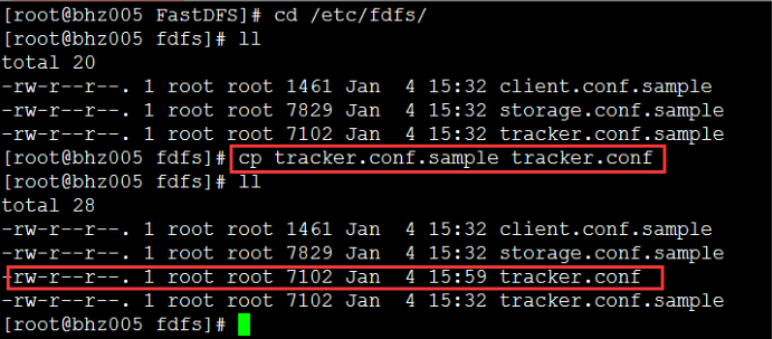 [root@bhz005 FastDFS]# cd /etc/fdfs/
[root@bhz005 fdfs]# ll
total 20
-rw-r--r--. 1 root root 1461 Jan  4 15:32 client.conf.sample
-rw-r--r--. 1 root root 7829 Jan  4 15:32 storage.conf.sample
-rw-r--r--. 1 root root 7102 Jan  4 15:32 tracker.conf.sample
[root@bhz005 fdfs]# cp tracker.conf.sample tracker.conf
[root@bhz005 fdfs]# ll
total 28
-rw-r--r--. 1 root root 1461 Jan  4 15:32 client.conf.sample
-rw-r--r--. 1 root root 7829 Jan  4 15:32 storage.conf.sample
-rw-r--r--. 1 root root 7102 Jan  4 15:59 tracker.conf
-rw-r--r--. 1 root root 7102 Jan  4 15:32 tracker.conf.sample
[root@bhz005 fdfs]#